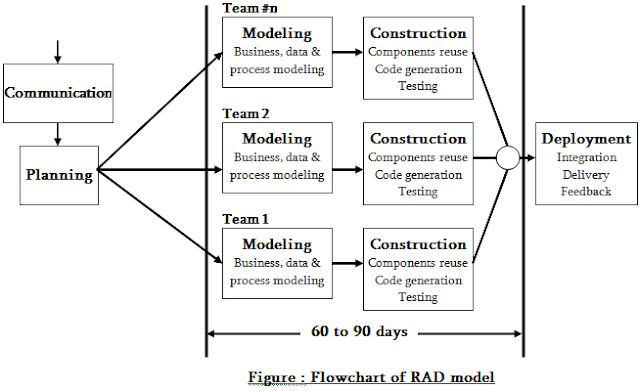 Team #n
Modeling
Business, data &
process modeling
Construction
Components reuse
Code generation
Testing
Communication
Planning
Team 2
Modeling
Business, data &
process modeling
Construction
Components reuse
Code generation
Testing
Deployment
Integration
Delivery
Feedback
Team 1
Modeling
Business, data &
process modeling
Construction
Components reuse
Code generation
Testing
60 to 90 days
Figure : Flowchart of RAD model